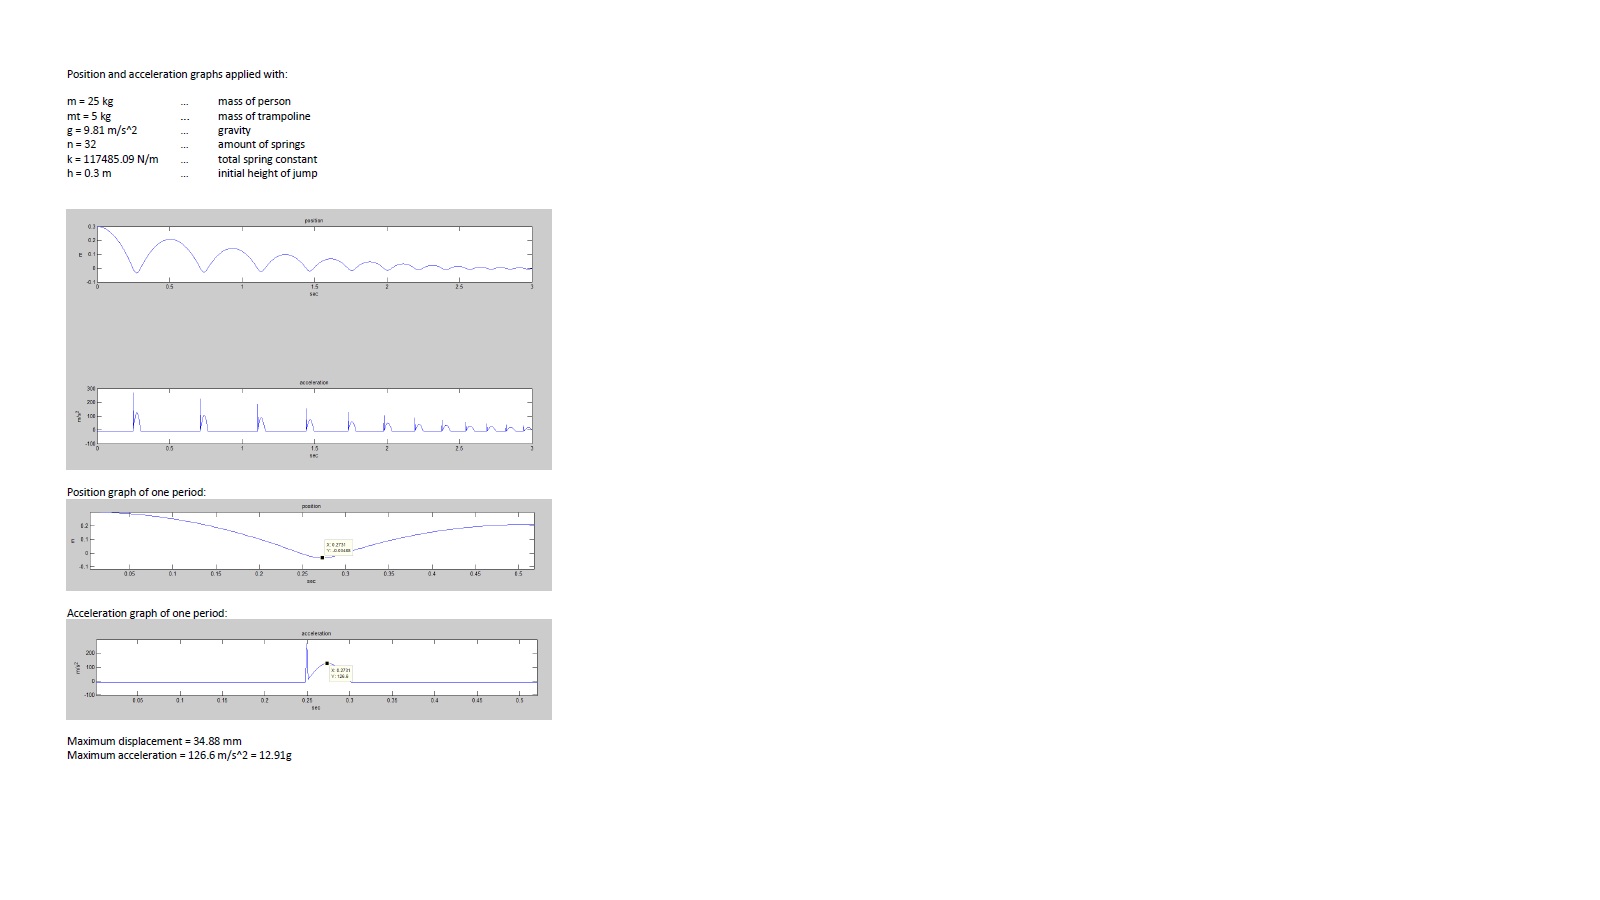 Position and acceleration graphs applied with:
m = 25 kg ... mass of person
mt = 5 kg ... mass of trampoline
g = 9.81 m/s^2 ... gravity
n = 32 ... amount of springs
k = 117485.09 N/m ... total spring constant
h = 0.3 m ... initial height of jump
position
0.3
0.2
0.1
0
-0.1
m
0 0.5 1 1.5 2 2.5 3
sec
acceleration
300
200
100
0
-100
m/s²
0 0.5 1 1.5 2 2.5 3
sec
Position graph of one period:
position
0.2
0.1
0
-0.1
m
X: 0.2731
Y: -0.03488
0.05 0.1 0.15 0.2 0.25 0.3 0.35 0.4 0.45 0.5
sec
Acceleration graph of one period:
acceleration
200
100
0
-100
m/s²
X: 0.2731
Y: 126.6
0.05 0.1 0.15 0.2 0.25 0.3 0.35 0.4 0.45 0.5
sec
Maximum displacement = 34.88 mm
Maximum acceleration = 126.6 m/s^2 = 12.91g